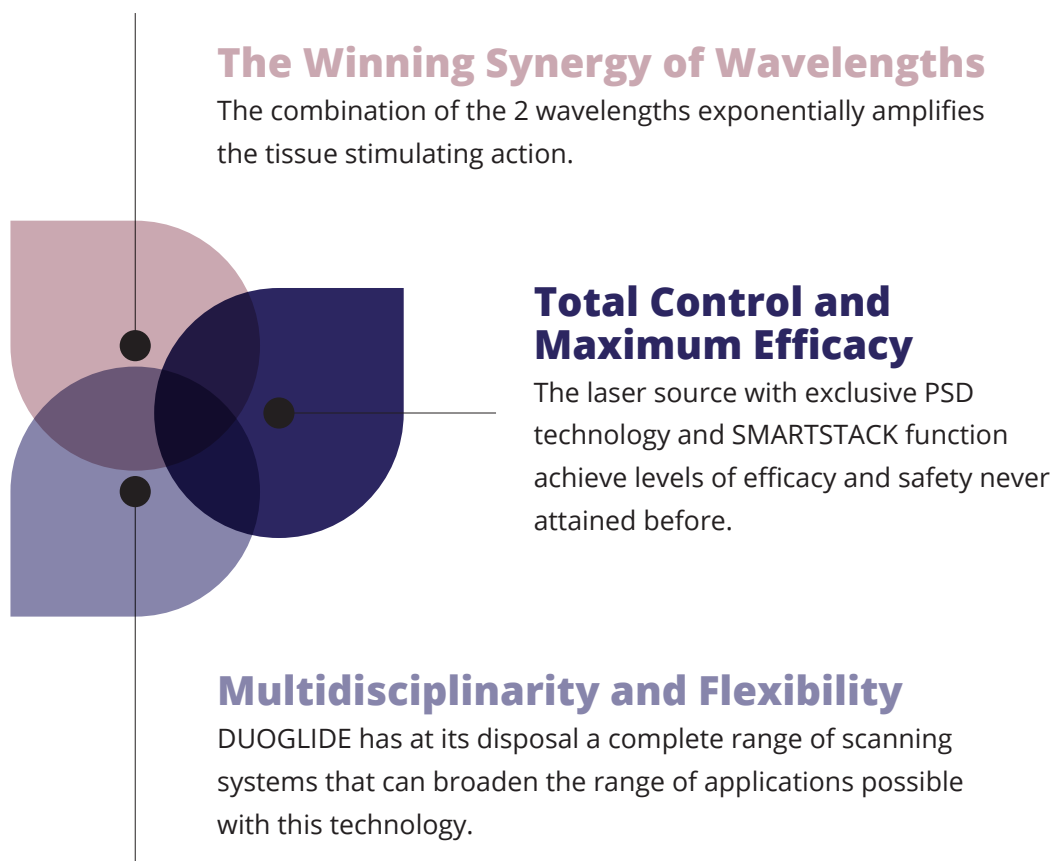 The Winning Synergy of Wavelengths
The combination of the 2 wavelengths exponentially amplifies
the tissue stimulating action.
Total Control and
Maximum Efficacy
The laser source with exclusive PSD
technology and SMARTSTACK function
achieve levels of efficacy and safety never
attained before.
Multidisciplinarity and Flexibility
DUOGLIDE has at its disposal a complete range of scanning
systems that can broaden the range of applications possible
with this technology.